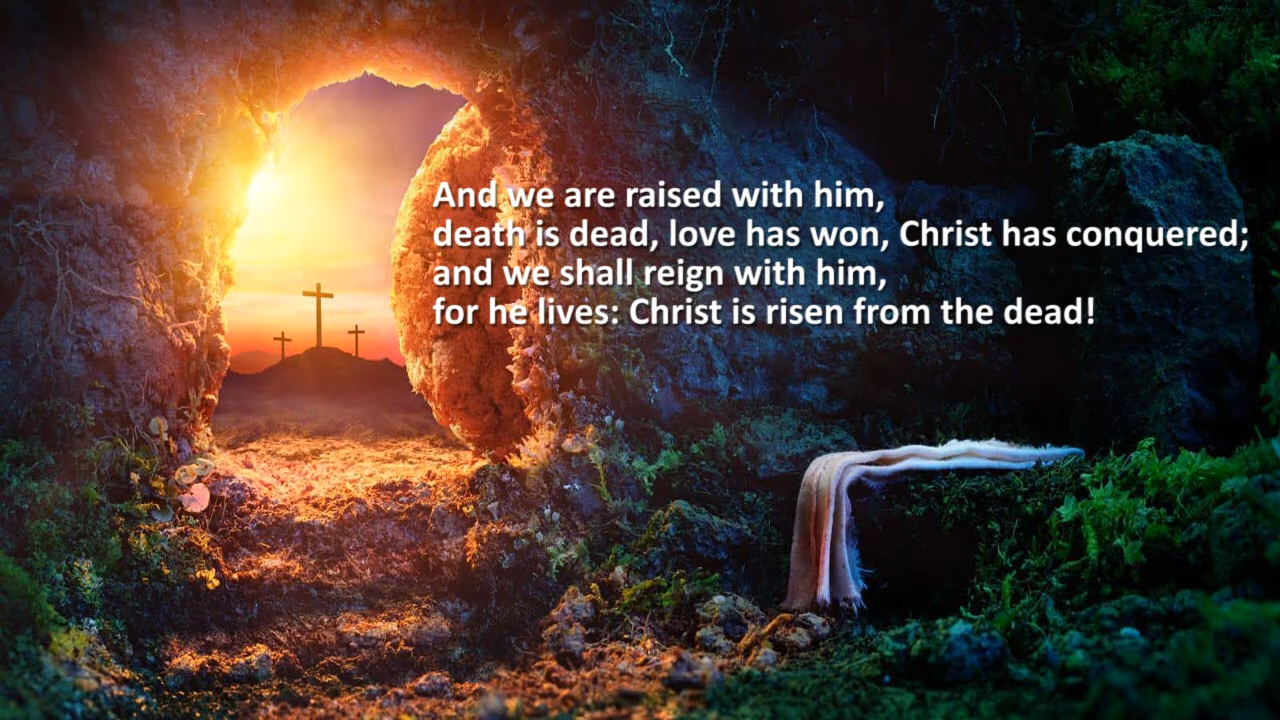 And we are raised with him,
death is dead, love has won, Christ has conquered;
and we shall reign with him,
for he lives: Christ is risen from the dead!